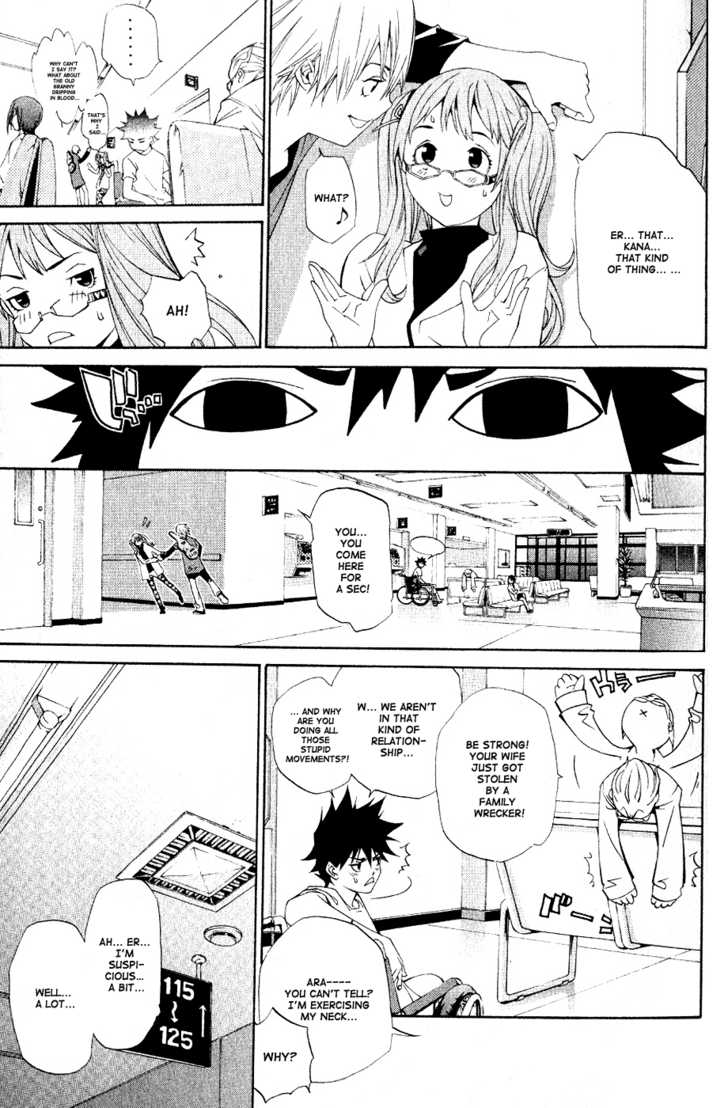 ER... THAT...
KANA...
THAT KIND
OF THING... ...
WHAT?
♪
......
WHY CAN'T
I SAY IT?
WHAT ABOUT
THE OLD
GRANNY
DRIPPING
IN BLOOD...
THAT'S
WHY
I
SAID...
AH!
YOU...
YOU
COME
HERE
FOR
A SEC!
BE STRONG!
YOUR WIFE
JUST GOT
STOLEN
BY A
FAMILY
WRECKER!
W... WE AREN'T
IN THAT
KIND OF
RELATION-
SHIP...
... AND WHY
ARE YOU
DOING ALL
THOSE
STUPID
MOVEMENTS?!
ARA----
YOU CAN'T TELL?
I'M EXERCISING
MY NECK...
WHY?
AH... ER...
I'M
SUSPI-
CIOUS...
A BIT...
WELL...
A LOT...
115
125